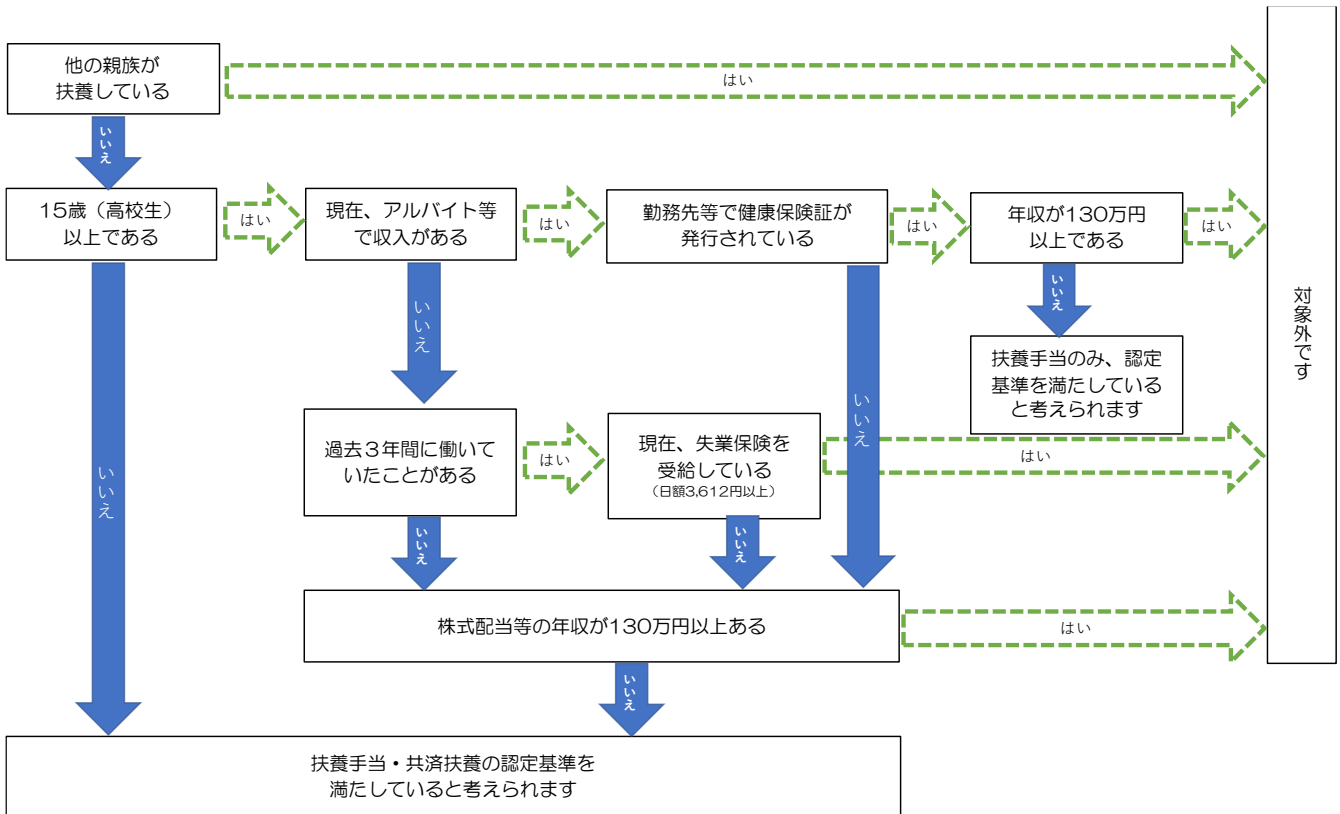 他の親族が
扶養している
はい
いいえ
15歳（高校生）
以上である
はい
現在、アルバイト等
で収入がある
はい
勤務先等で健康保険証が
発行されている
はい
年収が130万円
以上である
はい
対象外です
いいえ
いいえ
いいえ
いいえ
扶養手当のみ、認定
基準を満たしている
と考えられます
過去３年間に働いて
いたことがある
はい
現在、失業保険を
受給している
（日額3,612円以上）
はい
いいえ
いいえ
株式配当等の年収が130万円以上ある
はい
いいえ
扶養手当・共済扶養の認定基準を
満たしていると考えられます